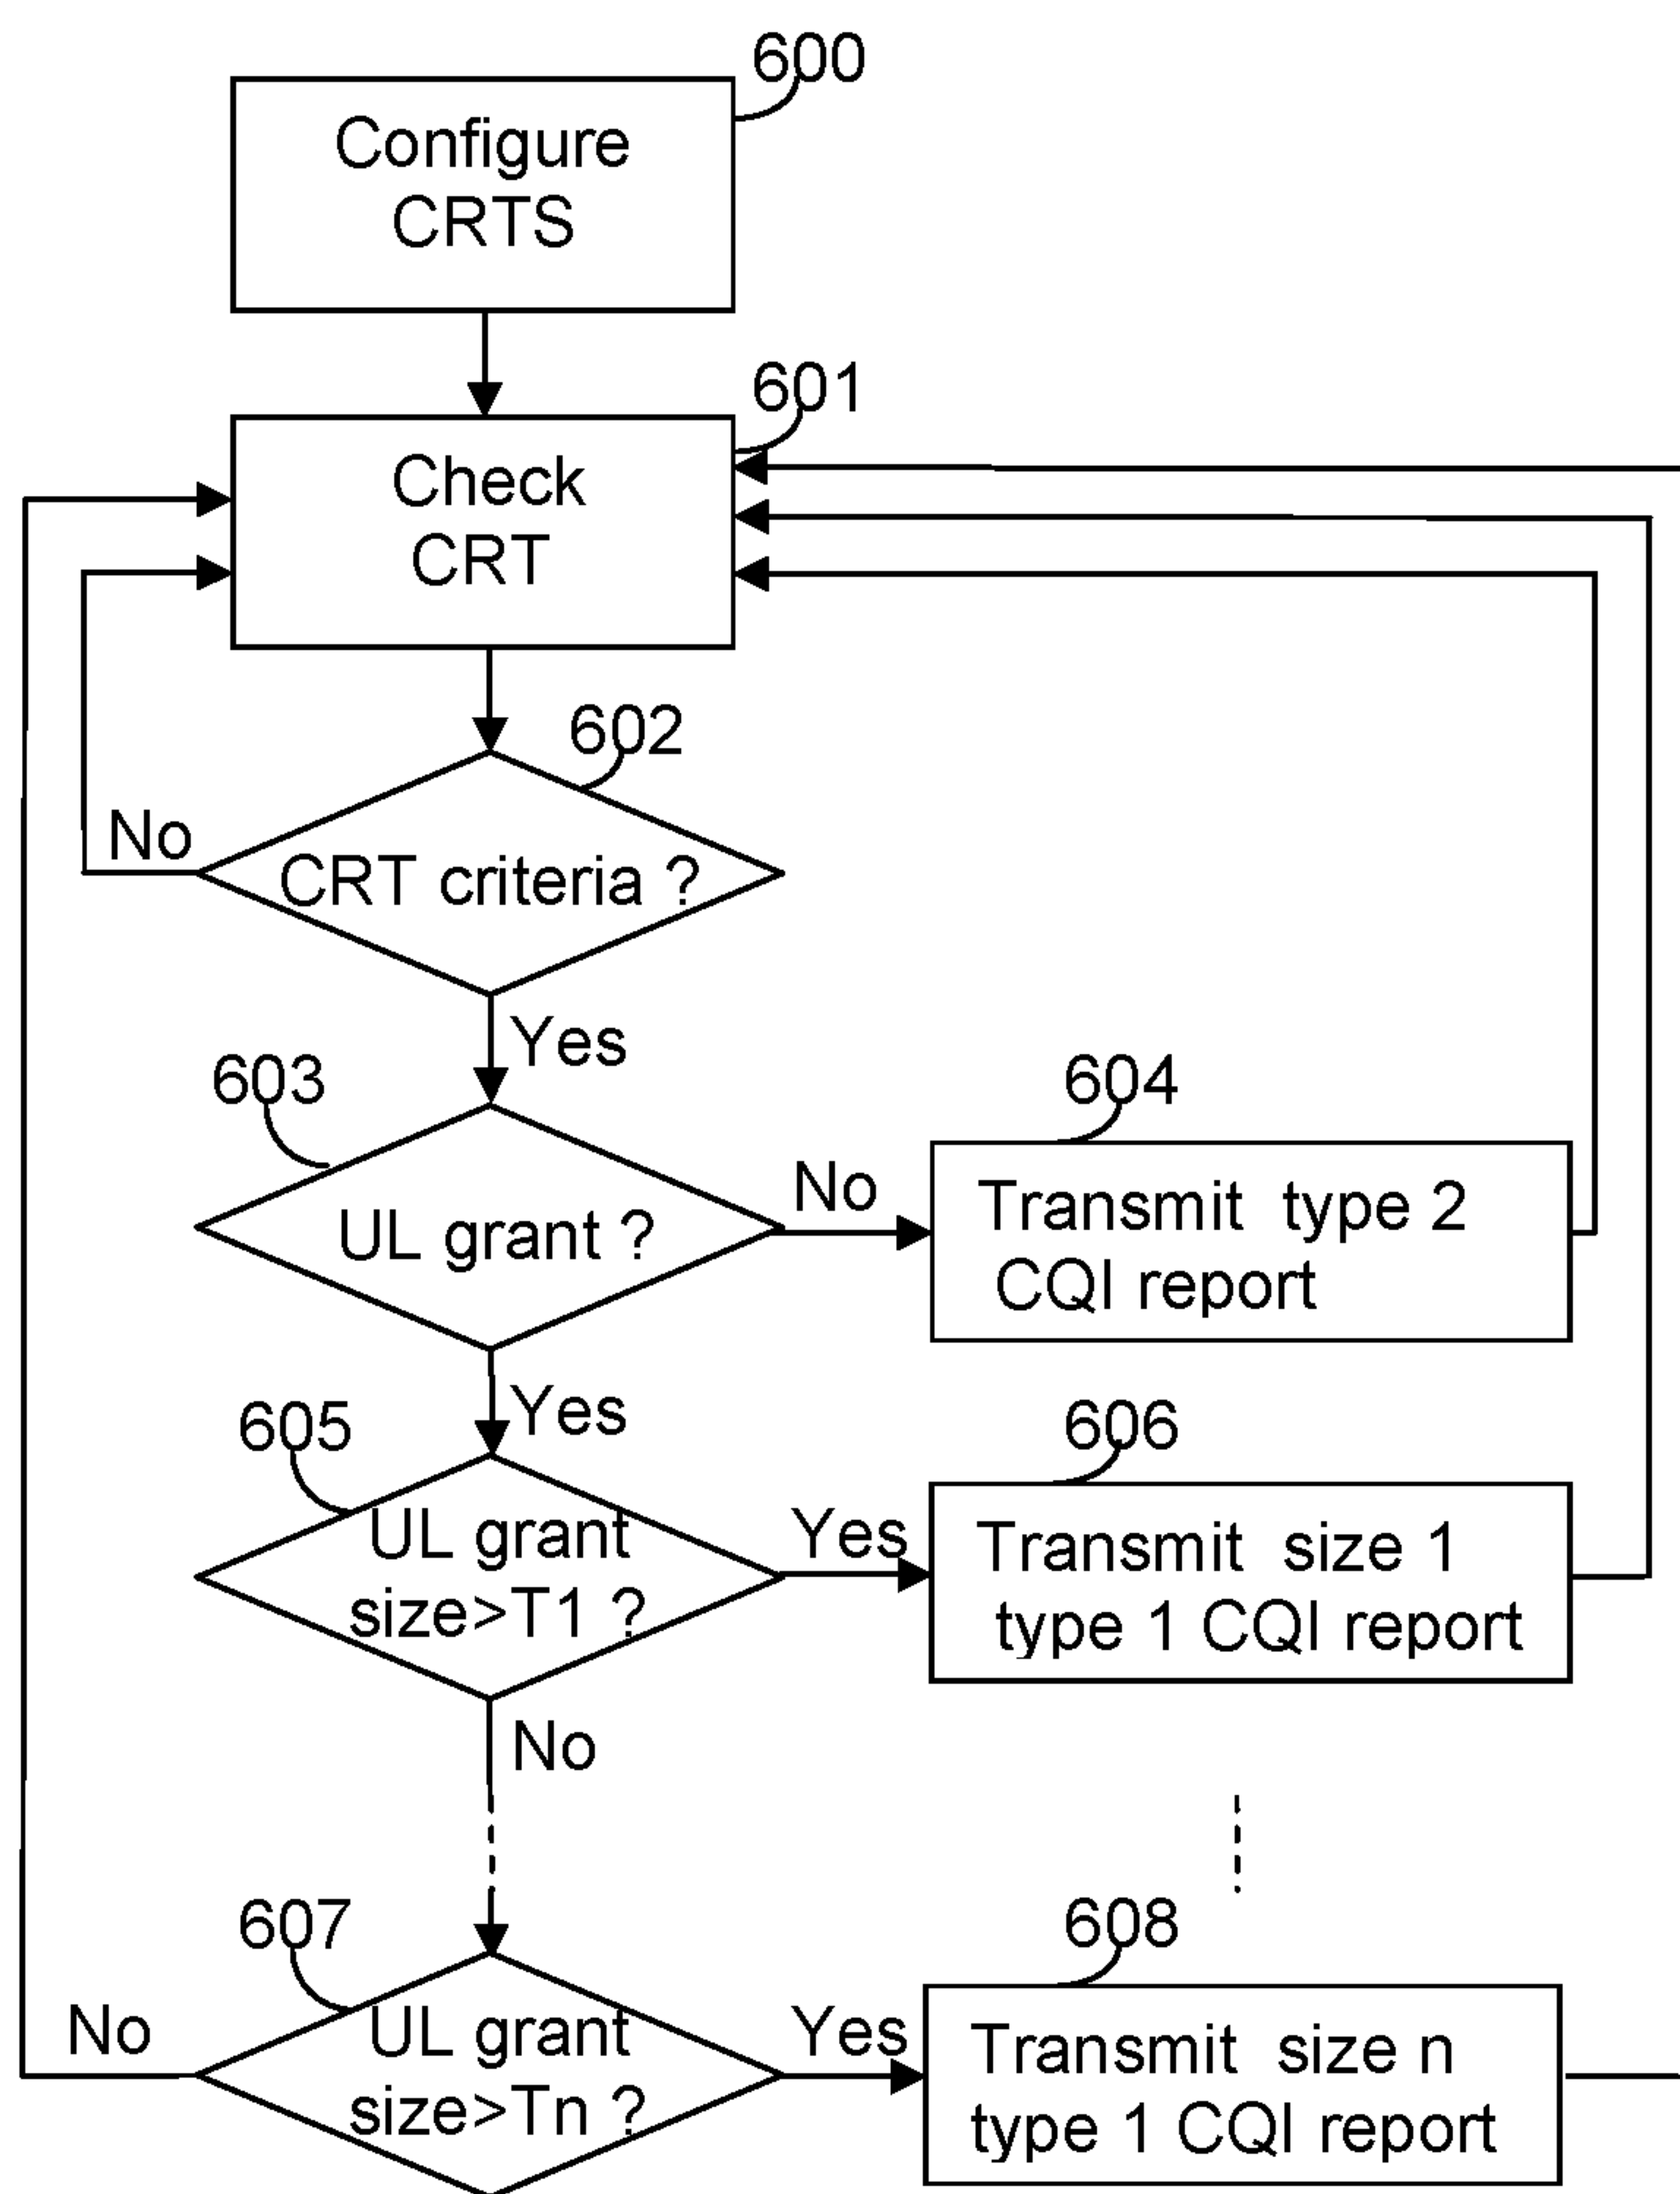 600
Configure
CRTS
601
Check
CRT
602
No
CRT criteria ?
Yes
603
UL grant ?
No
604
Transmit type 2
CQI report
Yes
605
UL grant
size>T1 ?
Yes
606
Transmit size 1
type 1 CQI report
No
607
No
UL grant
size>Tn ?
Yes
608
Transmit size n
type 1 CQI report